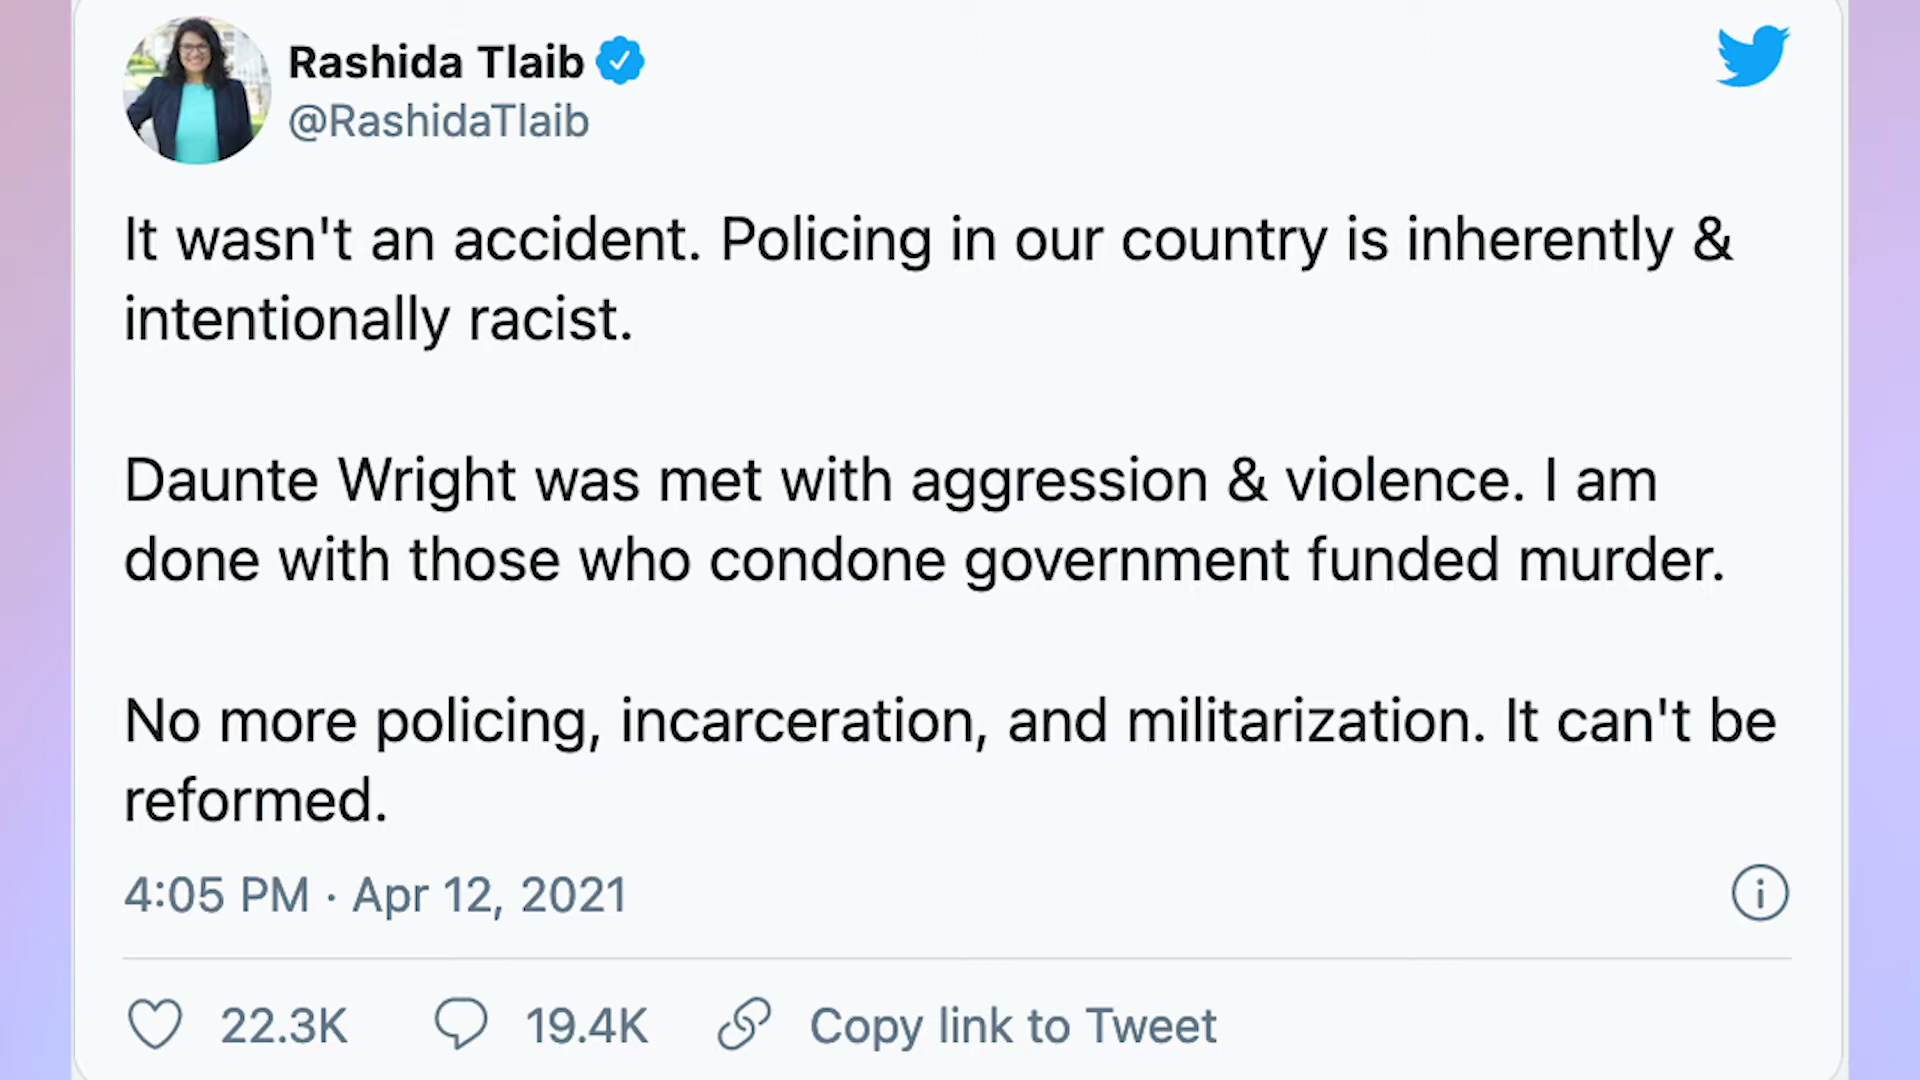 Rashida Tlaib
@RashidaTlaib
It wasn't an accident. Policing in our country is inherently &
intentionally racist.
Daunte Wright was met with aggression & violence. I am
done with those who condone government funded murder.
No more policing, incarceration, and militarization. It can't be
reformed.
4:05 PM · Apr 12, 2021
22.3K 19.4K Copy link to Tweet